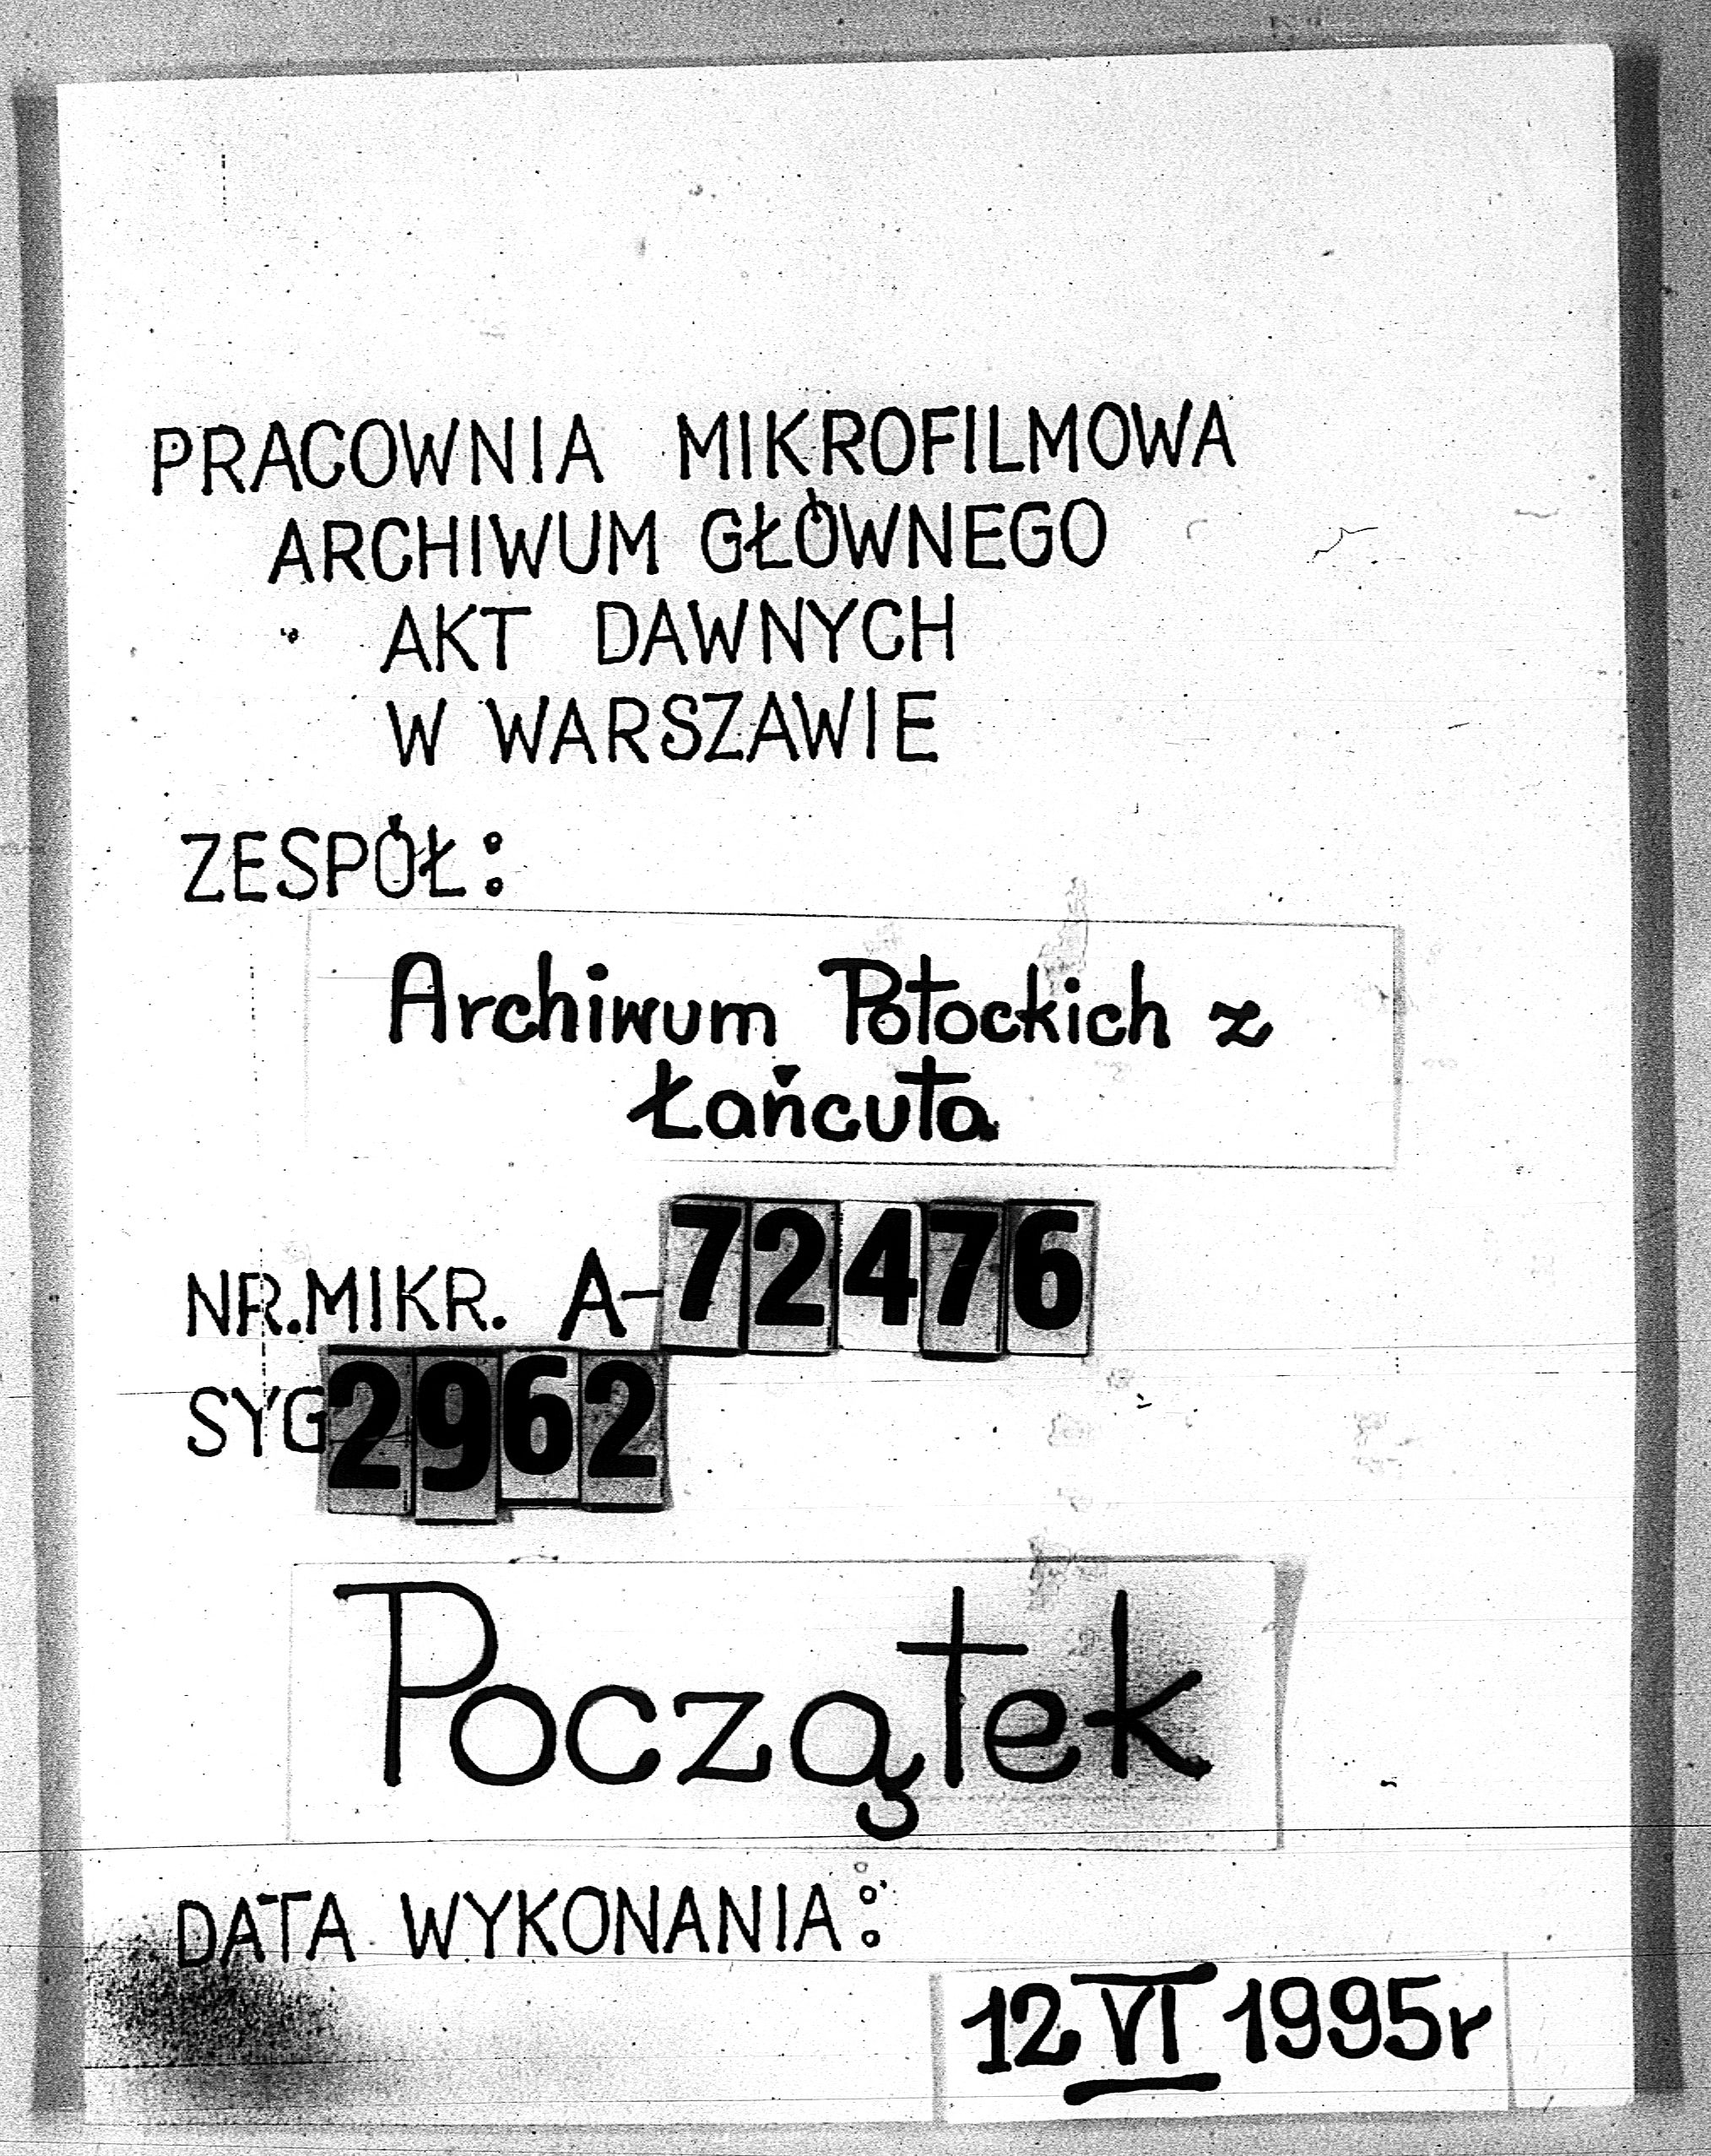 PRACOWNIA MIKROFILMOWA
ARCHIWUM GŁÓWNEGO
AKT DAWNYCH
W WARSZAWIE
ZESPÓŁ:
Archiwum Potockich z
Łańcuta
NR.MIKR. A-72476
SYG 2962
Początek
DATA WYKONANIA:
12 VI 1995r